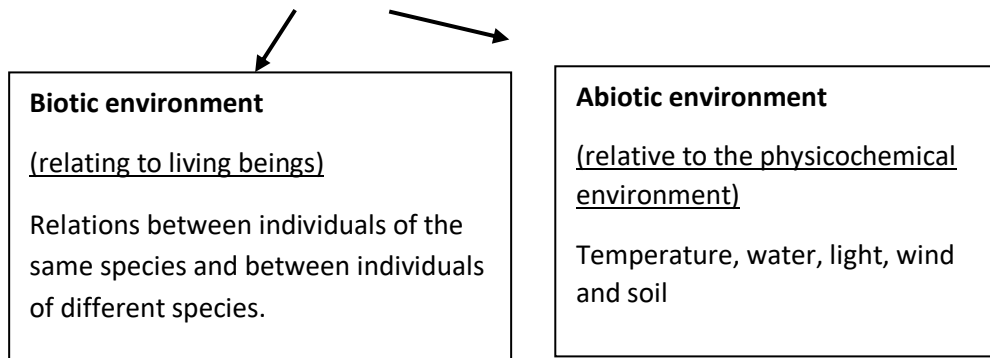 Biotic environment
(relating to living beings)
Relations between individuals of the
same species and between individuals
of different species.
Abiotic environment
(relative to the physicochemical
environment)
Temperature, water, light, wind
and soil